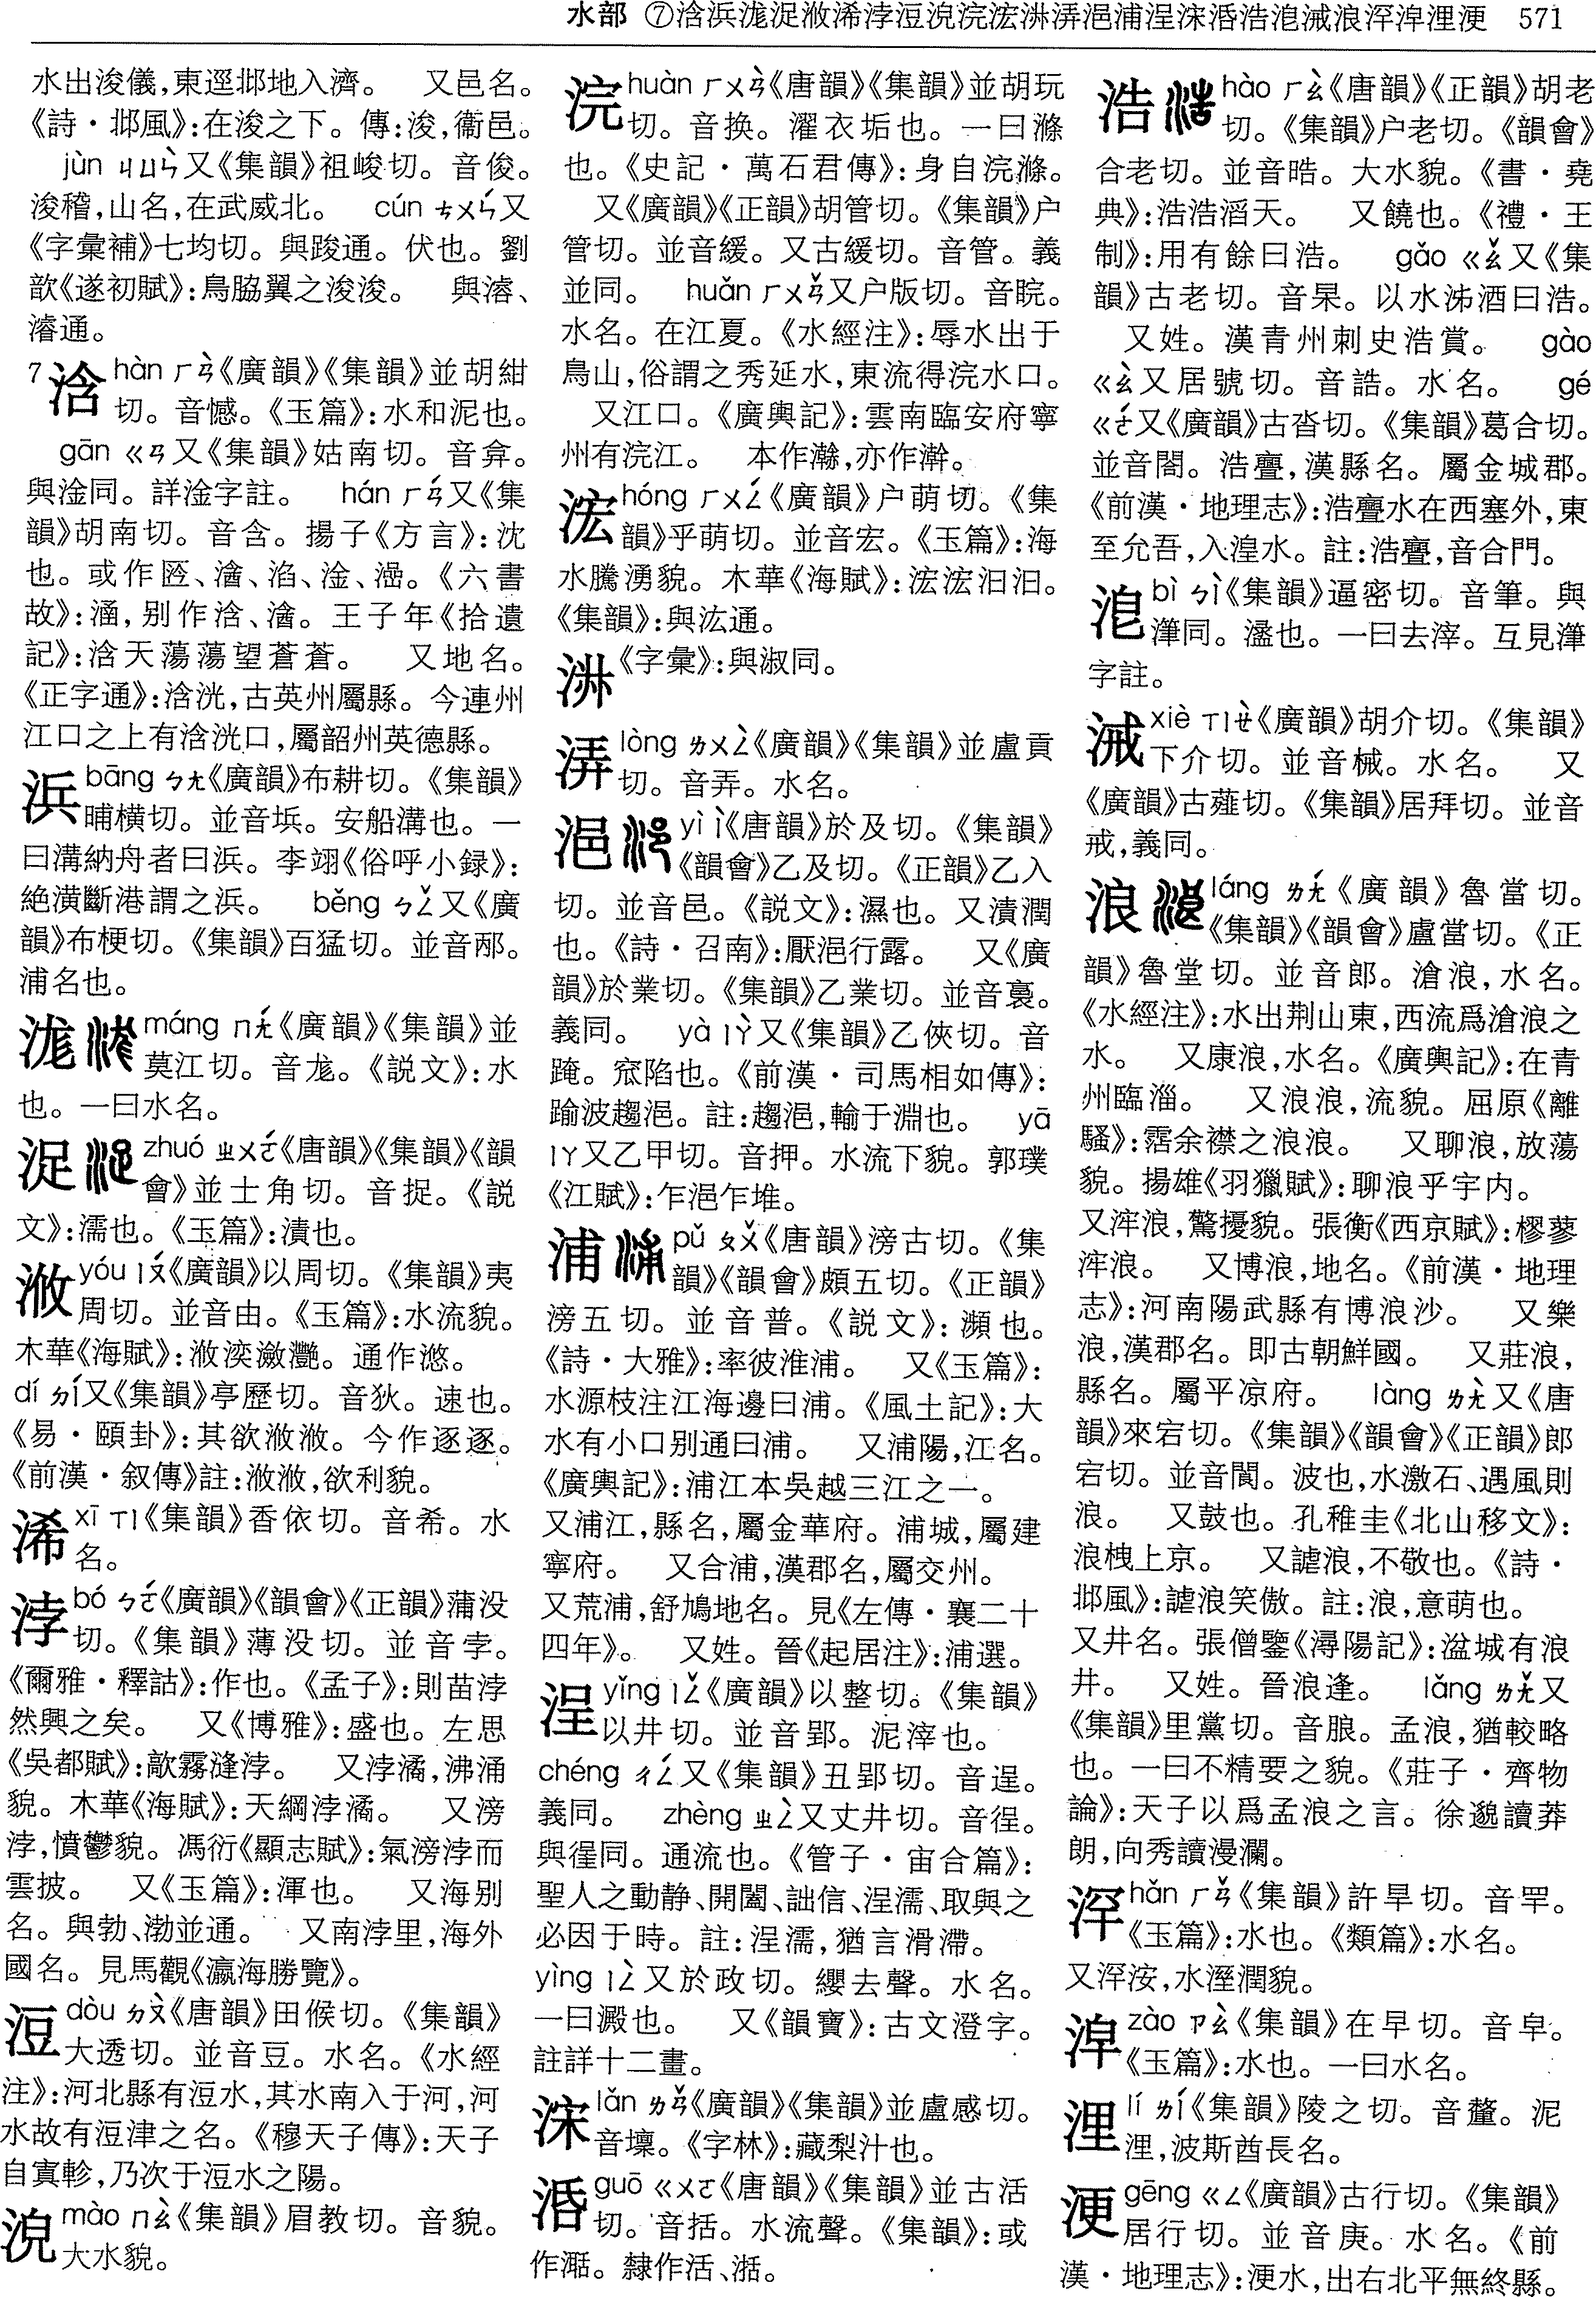 水部 ⑦浛浜浝浞浟浠浡浢浼浣浤淋浜浥浦浧浨浯浩浘浌浪浫淖浬浭 571
水出浚儀,東逕邶地入濟。 又邑名。
《詩·邶風》:在浚之下。傳:浚,衞邑。
jùn ㄐㄩㄣˋ又《集韻》祖峻切。音俊。
浚稽,山名,在武威北。 cún ㄘㄨㄣˊ又
《字彙補》七均切。與踆通。伏也。劉
歆《遂初賦》:鳥脇翼之浚浚。 與濬、
濬通。
7 浛 hàn ㄏㄢˋ《廣韻》《集韻》並胡紺
切。音憾。《玉篇》:水和泥也。
gān ㄍㄢ又《集韻》姑南切。音弇。
與淦同。詳淦字註。 hán ㄏㄢˊ又《集
韻》胡南切。音含。揚子《方言》:沈
也。或作㔶、澏、淊、淦、𣵽。《六書
故》:涵,别作浛、澏。王子年《拾遺
記》:浛天蕩蕩望蒼蒼。 又地名。
《正字通》:浛洸,古英州屬縣。今連州
江口之上有浛洸口,屬韶州英德縣。
浜 bāng ㄅㄤ《廣韻》布耕切。《集韻》
晡横切。並音垪。安船溝也。一
曰溝納舟者曰浜。李翊《俗呼小録》:
絶潢斷港謂之浜。 běng ㄅㄥˇ又《廣
韻》布梗切。《集韻》百猛切。並音邴。
浦名也。
浝 máng ㄇㄤˊ《廣韻》《集韻》並
莫江切。音尨。《説文》:水
也。一曰水名。
浞 zhuó ㄓㄨㄛˊ《唐韻》《集韻》《韻
會》並士角切。音捉。《説
文》:濡也。《玉篇》:漬也。
浟 yóu ㄧㄡˊ《廣韻》以周切。《集韻》夷
周切。並音由。《玉篇》:水流貌。
木華《海賦》:浟湙瀲灩。通作滺。
dí ㄉㄧˊ又《集韻》亭歷切。音狄。速也。
《易·頤卦》:其欲浟浟。今作逐逐。
《前漢·叙傳》註:浟浟,欲利貌。
浠 xī ㄒㄧ《集韻》香依切。音希。水
名。
浡 bó ㄅㄛˊ《廣韻》《韻會》《正韻》蒲没
切。《集韻》薄没切。並音孛。
《爾雅·釋詁》:作也。《孟子》:則苗浡
然興之矣。 又《博雅》:盛也。左思
《吳都賦》:歊霧漨浡。 又浡潏,沸涌
貌。木華《海賦》:天綱浡潏。 又滂
浡,憤鬱貌。馮衍《顯志賦》:氣滂浡而
雲披。 又《玉篇》:渾也。 又海别
名。與勃、渤並通。 又南浡里,海外
國名。見馬觀《瀛海勝覽》。
浢 dòu ㄉㄡˋ《唐韻》田候切。《集韻》
大透切。並音豆。水名。《水經
注》:河北縣有浢水,其水南入于河,河
水故有浢津之名。《穆天子傳》:天子
自寘軫,乃次于浢水之陽。
㴘 mào ㄇㄠˋ《集韻》眉教切。音貌。
大水貌。
浣 huàn ㄏㄨㄢˋ《唐韻》《集韻》並胡玩
切。音换。濯衣垢也。一曰滌
也。《史記·萬石君傳》:身自浣滌。
又《廣韻》《正韻》胡管切。《集韻》户
管切。並音緩。又古緩切。音管。義
並同。 huǎn ㄏㄨㄢˇ又户版切。音睆。
水名。在江夏。《水經注》:辱水出于
鳥山,俗謂之秀延水,東流得浣水口。
又江口。《廣輿記》:雲南臨安府寧
州有浣江。 本作瀚,亦作澣。
浤 hóng ㄏㄨㄥˊ《廣韻》户萌切。《集
韻》乎萌切。並音宏。《玉篇》:海
水騰湧貌。木華《海賦》:浤浤汩汩。
《集韻》:與汯通。
㳤 《字彙》:與淑同。
㳥 lòng ㄌㄨㄥˋ《廣韻》《集韻》並盧貢
切。音弄。水名。
浥 yì ㄧˋ《唐韻》於及切。《集韻》
《韻會》乙及切。《正韻》乙入
切。並音邑。《説文》:濕也。又漬潤
也。《詩·召南》:厭浥行露。 又《廣
韻》於業切。《集韻》乙業切。並音裛。
義同。 yà ㄧㄚˋ又《集韻》乙俠切。音
踦。窊陷也。《前漢·司馬相如傳》:
踰波趨浥。註:趨浥,輸于淵也。 yā
ㄧㄚ又乙甲切。音押。水流下貌。郭璞
《江賦》:乍浥乍堆。
浦 pǔ ㄆㄨˇ《唐韻》滂古切。《集
韻》《韻會》頗五切。《正韻》
滂五切。並音普。《説文》:瀕也。
《詩·大雅》:率彼淮浦。 又《玉篇》:
水源枝注江海邊曰浦。《風土記》:大
水有小口别通曰浦。 又浦陽,江名。
《廣輿記》:浦江本吳越三江之一。
又浦江,縣名,屬金華府。浦城,屬建
寧府。 又合浦,漢郡名,屬交州。
又荒浦,舒鳩地名。見《左傳·襄二十
四年》。 又姓。晉《起居注》:浦選。
浧 yǐng ㄧㄥˇ《廣韻》以整切。《集韻》
以井切。並音郢。泥滓也。
chéng ㄔㄥˊ又《集韻》丑郢切。音逞。
義同。 zhèng ㄓㄥˋ又丈井切。音徎。
與徎同。通流也。《管子·宙合篇》:
聖人之動静、開闔、詘信、浧濡、取與之
必因于時。註:浧濡,猶言滑滯。
yìng ㄧㄥˋ又於政切。纓去聲。水名。
一曰澱也。 又《韻寶》:古文澄字。
註詳十二畫。
浨 lǎn ㄌㄢˇ《廣韻》《集韻》並盧感切。
音壈。《字林》:藏梨汁也。
湉 guō ㄍㄨㄛ《唐韻》《集韻》並古活
切。音括。水流聲。《集韻》:或
作㵡。隸作活、湉。
浩 hào ㄏㄠˋ《唐韻》《正韻》胡老
切。《集韻》户老切。《韻會》
合老切。並音晧。大水貌。《書·堯
典》:浩浩滔天。 又饒也。《禮·王
制》:用有餘曰浩。 gǎo ㄍㄠˇ又《集
韻》古老切。音杲。以水泲酒曰浩。
又姓。漢青州刺史浩賞。 gào
ㄍㄠˋ又居號切。音誥。水名。 gé
ㄍㄜˊ又《廣韻》古沓切。《集韻》葛合切。
並音閤。浩亹,漢縣名。屬金城郡。
《前漢·地理志》:浩亹水在西塞外,東
至允吾,入湟水。註:浩亹,音合門。
㴉 bì ㄅㄧˋ《集韻》逼密切。音筆。與
潷同。盪也。一曰去滓。互見潷
字註。
㳦 xiè ㄒㄧㄝˋ《廣韻》胡介切。《集韻》
下介切。並音械。水名。 又
《廣韻》古薤切。《集韻》居拜切。並音
戒,義同。
浪 láng ㄌㄤˊ《廣韻》魯當切。
《集韻》《韻會》盧當切。《正
韻》魯堂切。並音郎。滄浪,水名。
《水經注》:水出荆山東,西流爲滄浪之
水。 又康浪,水名。《廣輿記》:在青
州臨淄。 又浪浪,流貌。屈原《離
騷》:霑余襟之浪浪。 又聊浪,放蕩
貌。揚雄《羽獵賦》:聊浪乎宇内。
又浶浪,驚擾貌。張衡《西京賦》:摎蓼
浶浪。 又博浪,地名。《前漢·地理
志》:河南陽武縣有博浪沙。 又樂
浪,漢郡名。即古朝鮮國。 又莊浪,
縣名。屬平凉府。 làng ㄌㄤˋ又《唐
韻》來宕切。《集韻》《韻會》《正韻》郎
宕切。並音閬。波也,水激石、遇風則
浪。 又鼓也。孔稚圭《北山移文》:
浪栧上京。 又謔浪,不敬也。《詩·
邶風》:謔浪笑傲。註:浪,意萌也。
又井名。張僧鑒《潯陽記》:湓城有浪
井。 又姓。晉浪逢。 lǎng ㄌㄤˇ又
《集韻》里黨切。音朖。孟浪,猶較略
也。一曰不精要之貌。《莊子·齊物
論》:天子以爲孟浪之言。徐邈讀莽
朗,向秀讀漫瀾。
浫 hǎn ㄏㄢˇ《集韻》許旱切。音罕。
《玉篇》:水也。《類篇》:水名。
又浫洝,水溼潤貌。
㳧 zào ㄗㄠˋ《集韻》在早切。音皁。
《玉篇》:水也。一曰水名。
浬 lí ㄌㄧˊ《集韻》陵之切。音釐。泥
浬,波斯酋長名。
浭 gēng ㄍㄥ《廣韻》古行切。《集韻》
居行切。並音庚。水名。《前
漢·地理志》:浭水,出右北平無終縣。